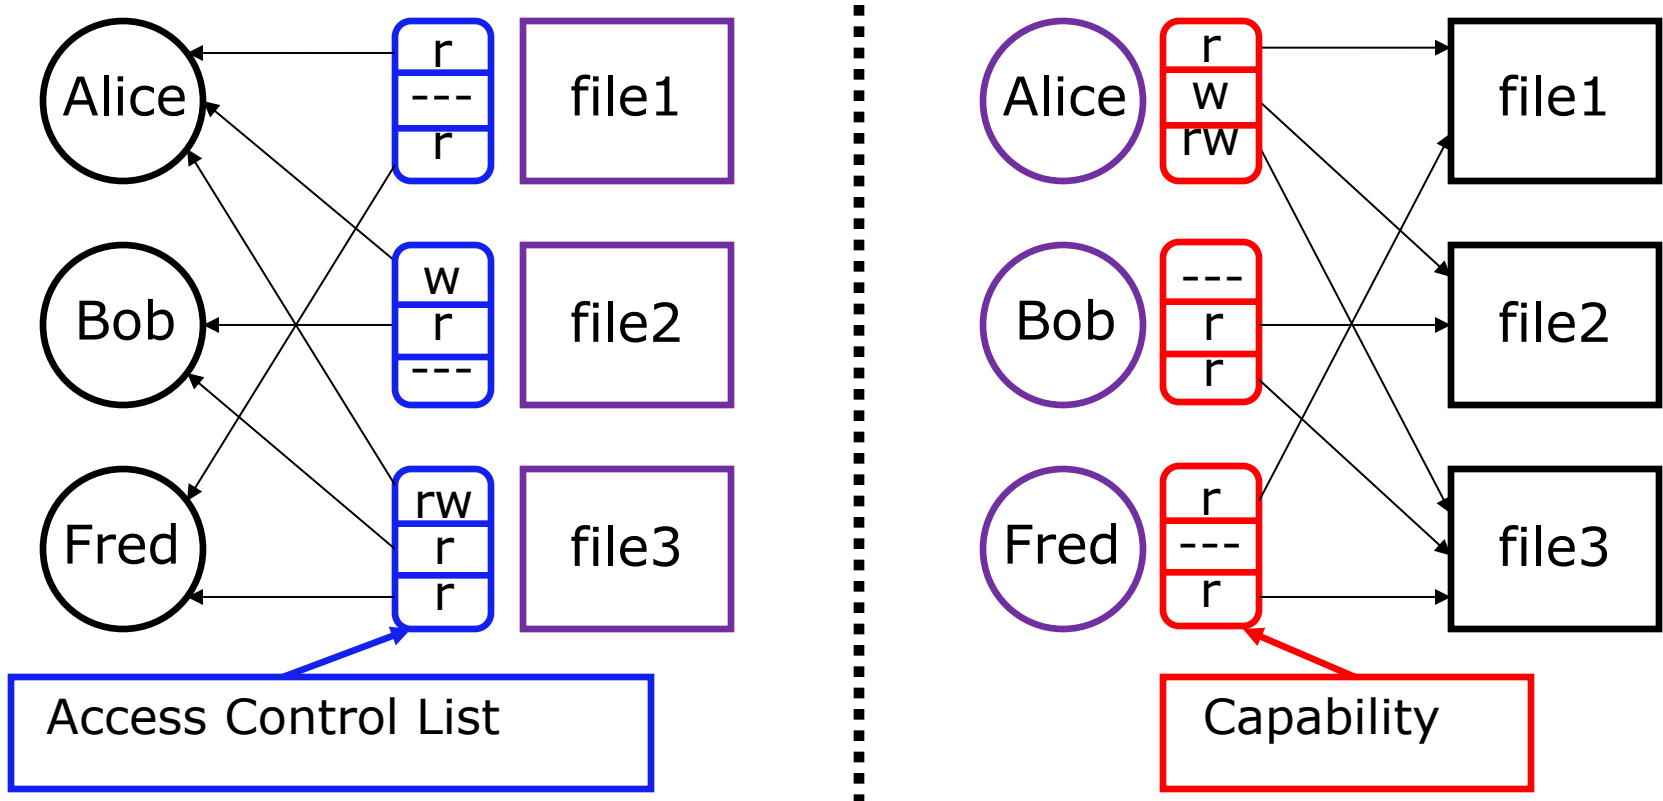 Alice
r
---
r
file1
Bob
w
r
---
file2
Fred
rw
r
r
file3
Access Control List
Alice
r
w
rw
file1
Bob
---
r
r
file2
Fred
r
---
r
file3
Capability